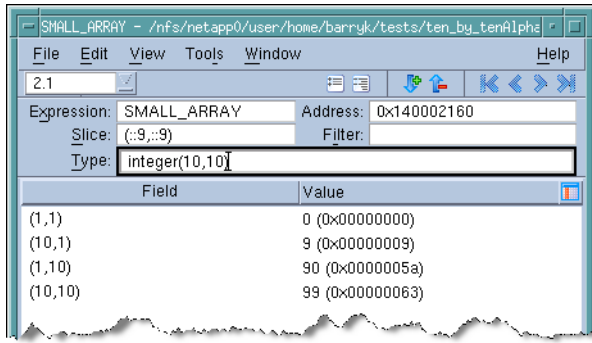 SMALL_ARRAY - /nfs/netapp0/user/home/barryk/tests/ten_by_tenAlpha
File Edit View Tools Window Help
2.1
Expression: SMALL_ARRAY Address: 0x140002160
Slice: (::9,::9) Filter:
Type: integer(10,10)
Field Value
(1,1) 0 (0x00000000)
(10,1) 9 (0x00000009)
(1,10) 90 (0x0000005a)
(10,10) 99 (0x00000063)